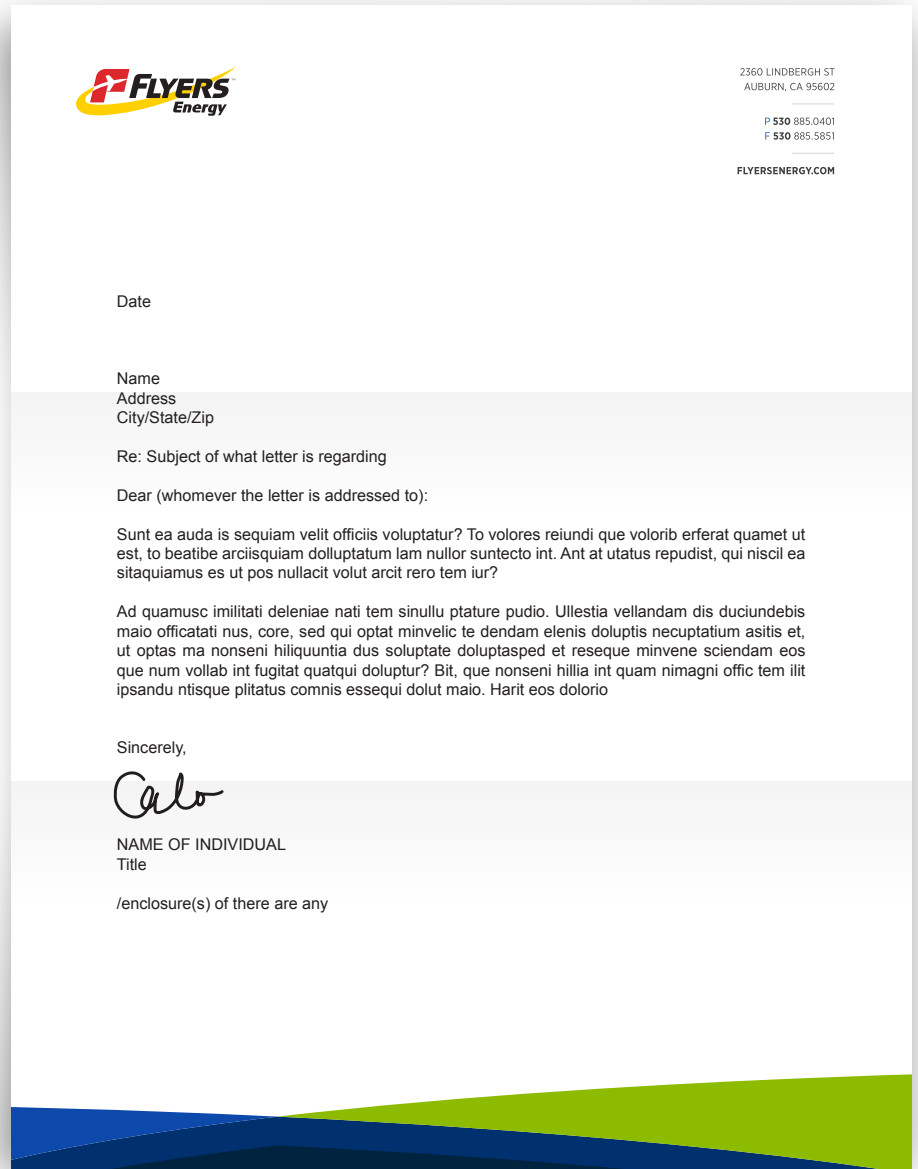 FLYERS
Energy
2360 LINDBERGH ST
AUBURN, CA 95602
P 530 885.0401
F 530 885.5851
FLYERSENERGY.COM
Date
Name
Address
City/State/Zip
Re: Subject of what letter is regarding
Dear (whomever the letter is addressed to):
Sunt ea auda is sequiam velit officiis voluptatur? To volores reiundi que volorib erferat quamet ut
est, to beatibe arciisquiam dolluptatum lam nullor suntecto int. Ant at utatus repudist, qui niscil ea
sitaquiamus es ut pos nullacit volut arcit rero tem iur?
Ad quamusc imilitati deleniae nati tem sinullu ptature pudio. Ullestia vellandam dis duciundebis
maio officatati nus, core, sed qui optat minvelic te dendam elenis doluptis necuptatium asitis et,
ut optas ma nonseni hiliquuntia dus soluptate doluptasped et reseque minvene sciendam eos
que num vollab int fugitat quatqui doluptur? Bit, que nonseni hillia int quam nimagni offic tem ilit
ipsandu ntisque plitatus comnis essequi dolut maio. Harit eos dolorio
Sincerely,
NAME OF INDIVIDUAL
Title
/enclosure(s) of there are any